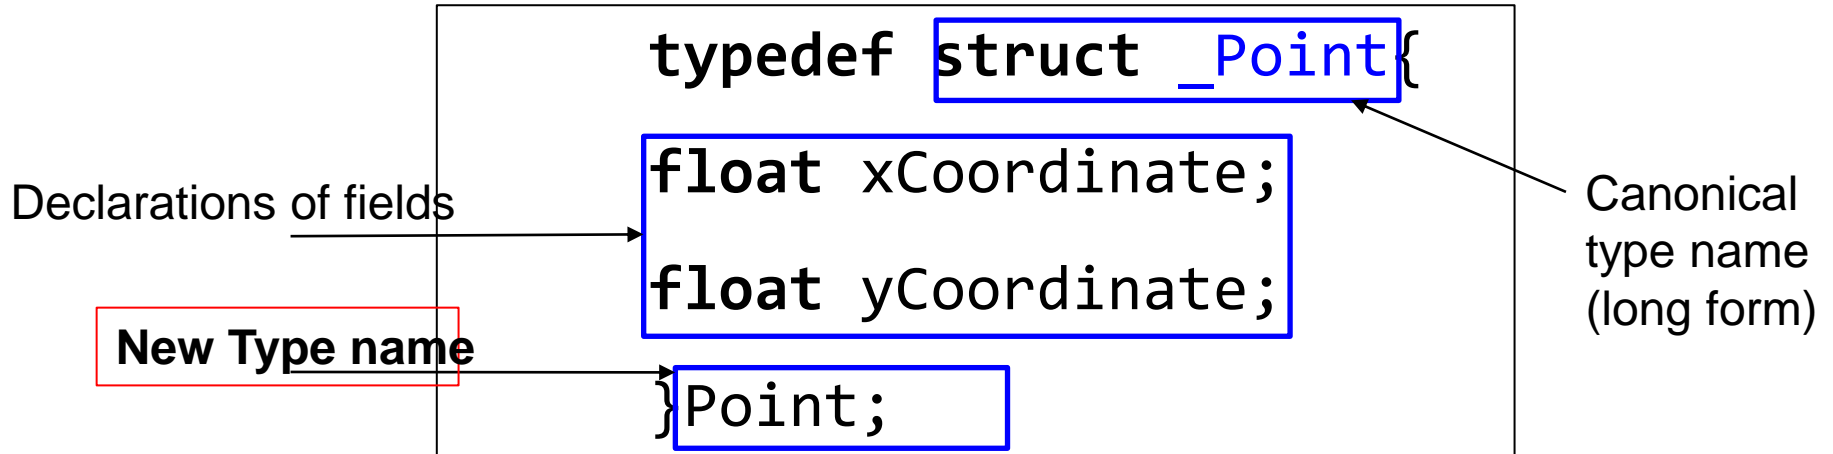 typedef struct _Point{
float xCoordinate;
Declarations of fields
float yCoordinate;
New Type name
}Point;
Canonical
type name
(long form)